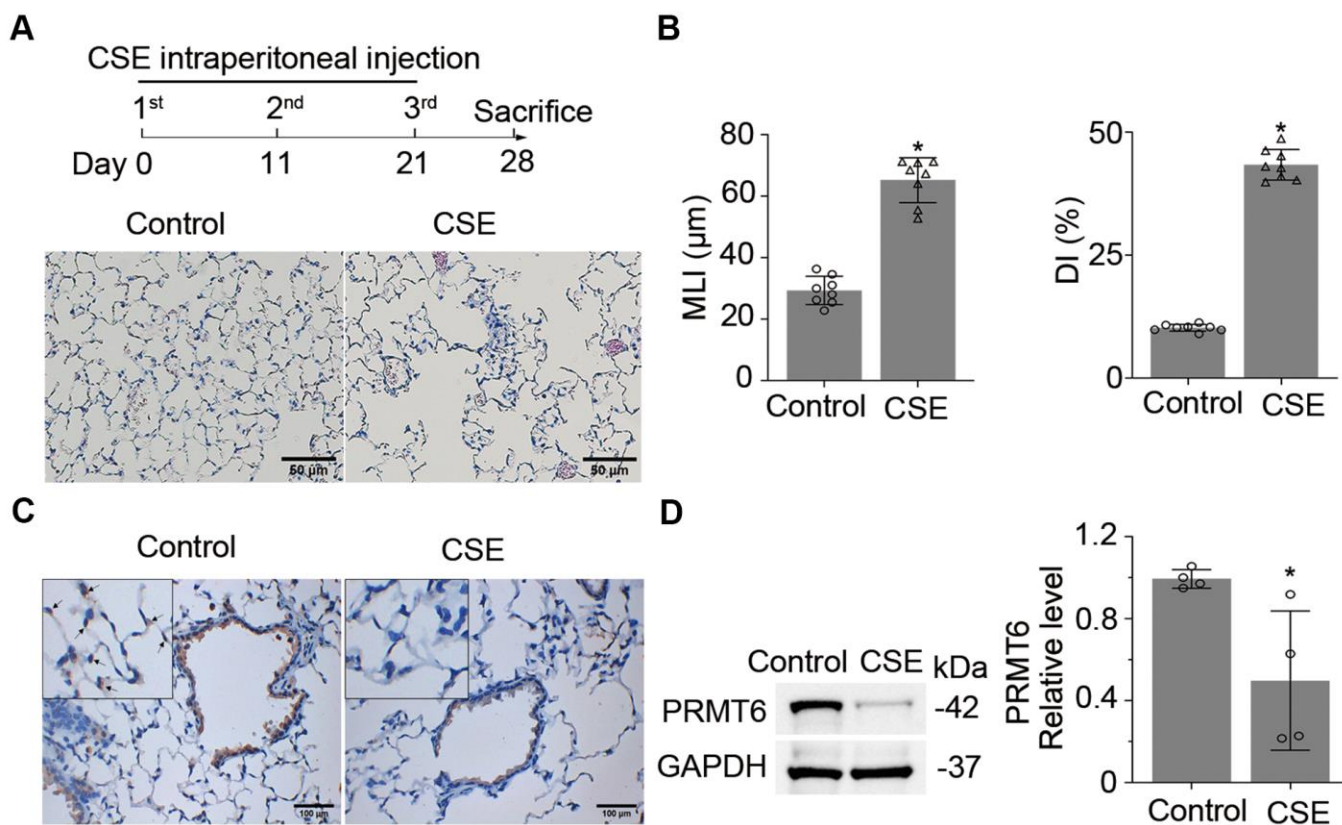 A
CSE intraperitoneal injection
1st 2nd 3rd Sacrifice
Day 0 11 21 28
Control CSE
50 µm 50 µm
B
MLI (µm)
80
60
40
20
0
*
Control CSE
DI (%)
50
25
0
*
Control CSE
C
Control CSE
100 µm 100 µm
D
Control CSE kDa
PRMT6 -42
GAPDH -37
PRMT6
Relative level
1.2
0.8
0.4
0
*
Control CSE